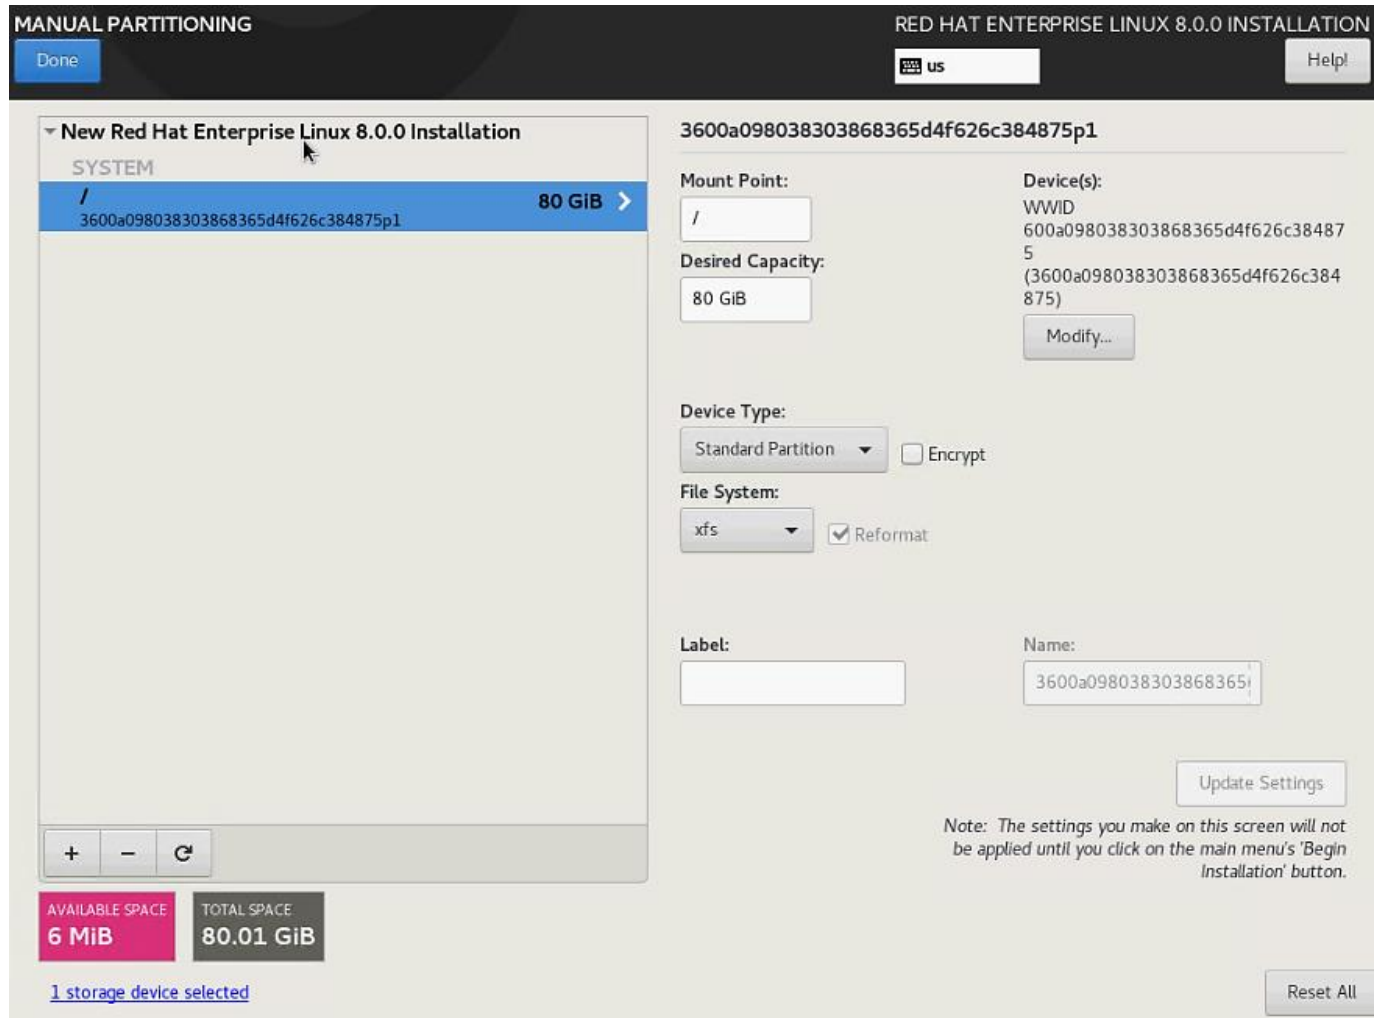 MANUAL PARTITIONING
RED HAT ENTERPRISE LINUX 8.0.0 INSTALLATION
Done
us
Help!
New Red Hat Enterprise Linux 8.0.0 Installation
SYSTEM
/
80 GiB
3600a098038303868365d4f626c384875p1
3600a098038303868365d4f626c384875p1
Mount Point:
/
Desired Capacity:
80 GiB
Device(s):
WWID
600a098038303868365d4f626c38487
5
(3600a098038303868365d4f626c384
875)
Modify...
Device Type:
Standard Partition
Encrypt
File System:
xfs
Reformat
Label:
Name:
3600a098038303868365
Update Settings
Note: The settings you make on this screen will not
be applied until you click on the main menu's 'Begin
Installation' button.
+ −
AVAILABLE SPACE
6 MiB
TOTAL SPACE
80.01 GiB
1 storage device selected
Reset All